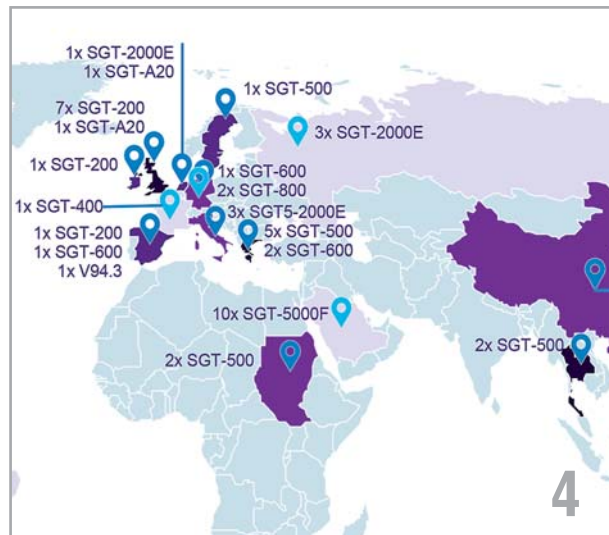 1x SGT-2000E
1x SGT-A20
1x SGT-500
7x SGT-200
1x SGT-A20
3x SGT-2000E
1x SGT-200
1x SGT-600
2x SGT-800
1x SGT-400
3x SGT5-2000E
1x SGT-200
1x SGT-600
1x V94.3
5x SGT-500
2x SGT-600
10x SGT-5000F
2x SGT-500
2x SGT-500
4